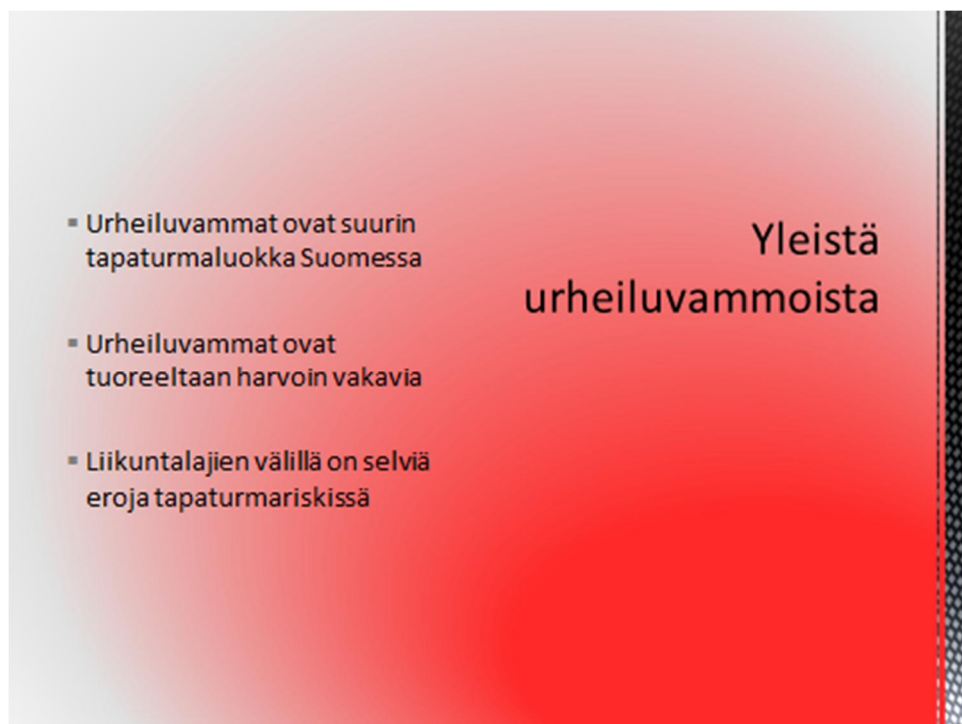 Yleistä
urheiluvammoista
Urheiluvammat ovat suurin
tapaturmaluokka Suomessa
Urheiluvammat ovat
tuoreeltaan harvoin vakavia
Liikuntalajien välillä on selviä
eroja tapaturmariskissä